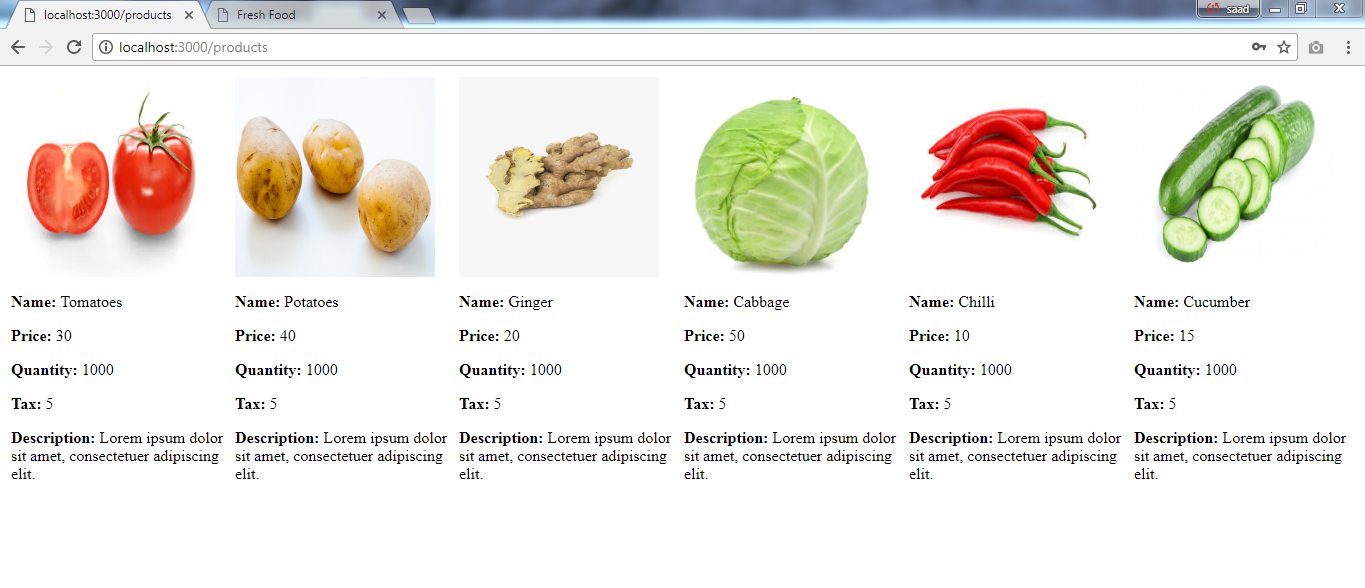 localhost:3000/products
Fresh Food
saad
localhost:3000/products
Name: Tomatoes
Price: 30
Quantity: 1000
Tax: 5
Description: Lorem ipsum dolor
sit amet, consectetuer adipiscing
elit.
Name: Potatoes
Price: 40
Quantity: 1000
Tax: 5
Description: Lorem ipsum dolor
sit amet, consectetuer adipiscing
elit.
Name: Ginger
Price: 20
Quantity: 1000
Tax: 5
Description: Lorem ipsum dolor
sit amet, consectetuer adipiscing
elit.
Name: Cabbage
Price: 50
Quantity: 1000
Tax: 5
Description: Lorem ipsum dolor
sit amet, consectetuer adipiscing
elit.
Name: Chilli
Price: 10
Quantity: 1000
Tax: 5
Description: Lorem ipsum dolor
sit amet, consectetuer adipiscing
elit.
Name: Cucumber
Price: 15
Quantity: 1000
Tax: 5
Description: Lorem ipsum dolor
sit amet, consectetuer adipiscing
elit.